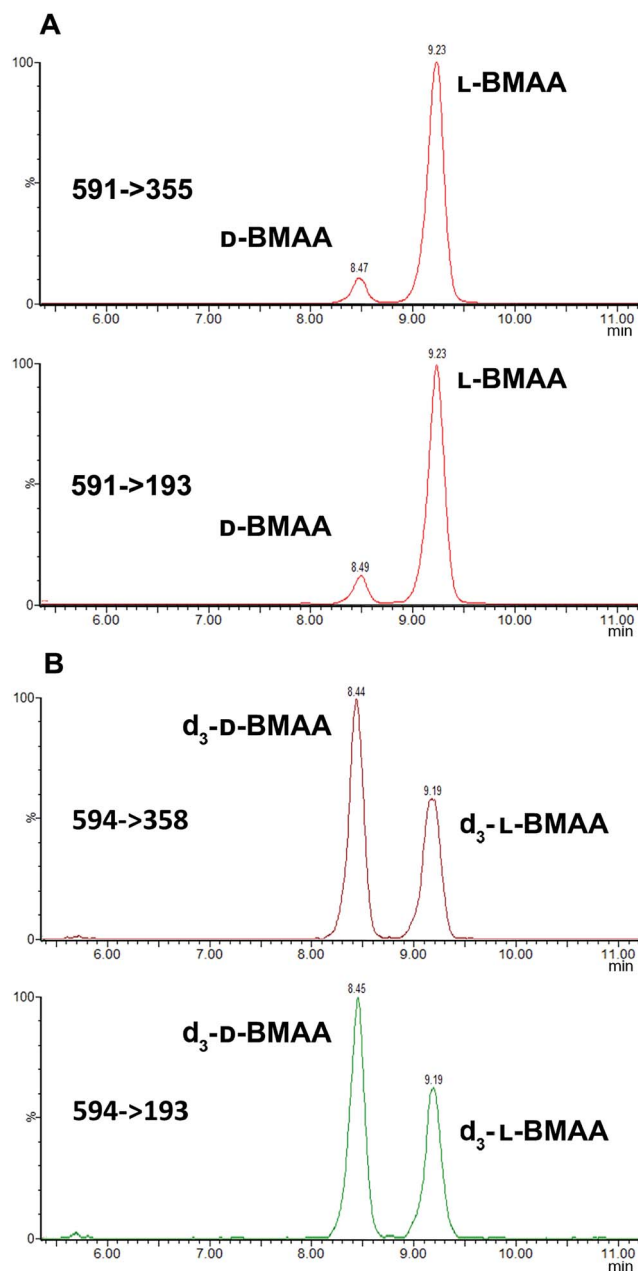 A
100
9.23
ʟ-BMAA
591->355
%
ᴅ-BMAA
8.47
0
6.00 7.00 8.00 9.00 10.00 11.00
min
100
9.23
ʟ-BMAA
591->193
%
ᴅ-BMAA
8.49
0
6.00 7.00 8.00 9.00 10.00 11.00
min
B
100
8.44
d₃-ᴅ-BMAA
9.19
594->358
%
d₃-ʟ-BMAA
0
6.00 7.00 8.00 9.00 10.00 11.00
min
100
8.45
d₃-ᴅ-BMAA
9.19
594->193
%
d₃-ʟ-BMAA
0
6.00 7.00 8.00 9.00 10.00 11.00
min